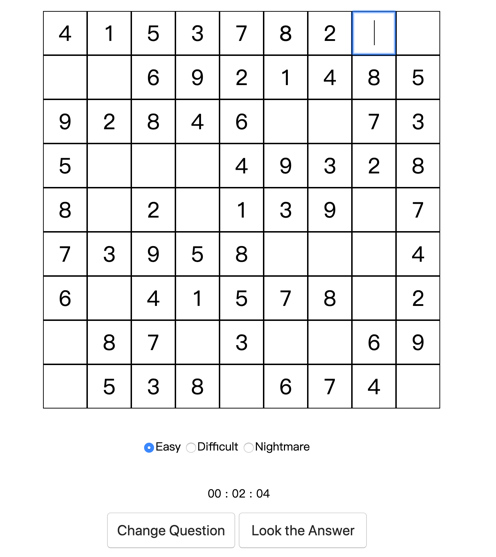 4 1 5 3 7 8 2
6 9 2 1 4 8 5
9 2 8 4 6 7 3
5 4 9 3 2 8
8 2 1 3 9 7
7 3 9 5 8 4
6 4 1 5 7 8 2
8 7 3 6 9
5 3 8 6 7 4
Easy Difficult Nightmare
00 : 02 : 04
Change Question Look the Answer